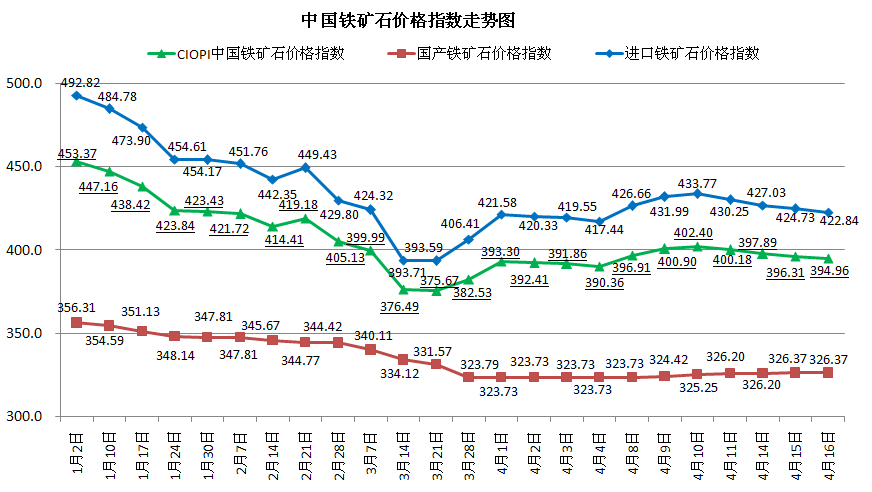 中国铁矿石价格指数走势图
CIOPI中国铁矿石价格指数 国产铁矿石价格指数 进口铁矿石价格指数
500.0
450.0
400.0
350.0
300.0
492.82 484.78 473.90 454.61 454.17 451.76 442.35 449.43 429.80 424.32 393.71 393.59 406.41 421.58 420.33 419.55 417.44 426.66 431.99 433.77 430.25 427.03 424.73 422.84
453.37 447.16 438.42 423.84 423.43 421.72 414.41 419.18 405.13 399.99 376.49 375.67 382.53 393.30 392.41 391.86 390.36 396.91 400.90 402.40 400.18 397.89 396.31 394.96
356.31 354.59 351.13 348.14 347.81 347.81 345.67 344.77 344.42 340.11 334.12 331.57 323.79 323.73 323.73 323.73 323.73 323.73 324.42 325.25 326.20 326.20 326.37 326.37
1月2日 1月10日 1月17日 1月24日 1月30日 2月7日 2月14日 2月21日 2月28日 3月7日 3月14日 3月21日 3月28日 4月1日 4月2日 4月3日 4月4日 4月8日 4月9日 4月10日 4月11日 4月14日 4月15日 4月16日